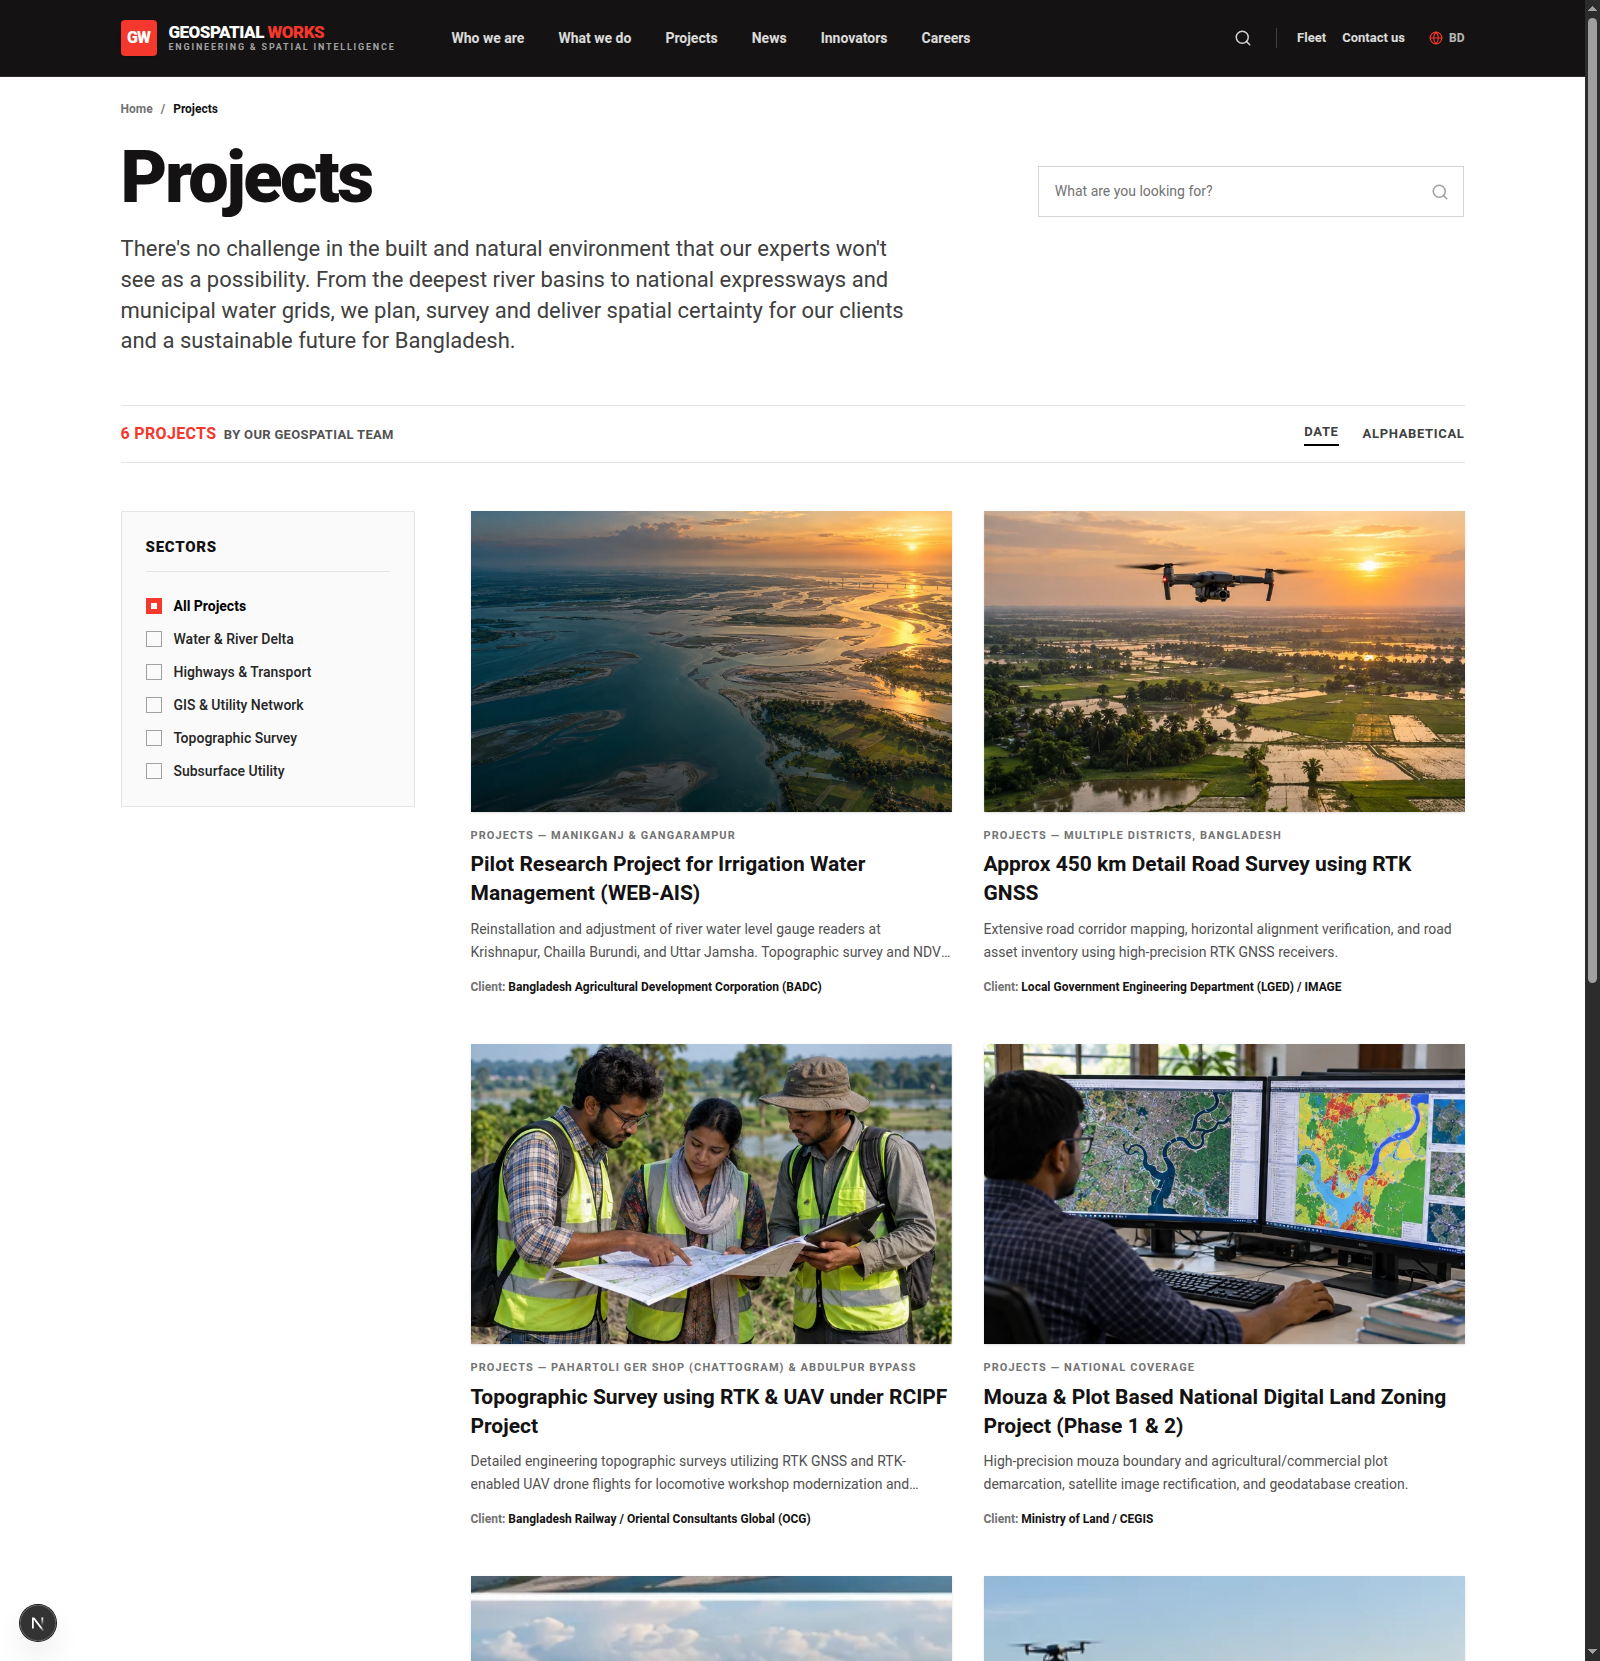 GW
GEOSPATIAL WORKS
ENGINEERING & SPATIAL INTELLIGENCE
Who we are
What we do
Projects
News
Innovators
Careers
Fleet
Contact us
BD
Home / Projects
Projects
What are you looking for?
There's no challenge in the built and natural environment that our experts won't
see as a possibility. From the deepest river basins to national expressways and
municipal water grids, we plan, survey and deliver spatial certainty for our clients
and a sustainable future for Bangladesh.
6 PROJECTS BY OUR GEOSPATIAL TEAM
DATE
ALPHABETICAL
SECTORS
All Projects
Water & River Delta
Highways & Transport
GIS & Utility Network
Topographic Survey
Subsurface Utility
PROJECTS — MANIKGANJ & GANGARAMPUR
Pilot Research Project for Irrigation Water
Management (WEB-AIS)
Reinstallation and adjustment of river water level gauge readers at
Krishnapur, Chailla Burundi, and Uttar Jamsha. Topographic survey and NDV...
Client: Bangladesh Agricultural Development Corporation (BADC)
PROJECTS — MULTIPLE DISTRICTS, BANGLADESH
Approx 450 km Detail Road Survey using RTK
GNSS
Extensive road corridor mapping, horizontal alignment verification, and road
asset inventory using high-precision RTK GNSS receivers.
Client: Local Government Engineering Department (LGED) / IMAGE
PROJECTS — PAHARTOLI GER SHOP (CHATTOGRAM) & ABDULPUR BYPASS
Topographic Survey using RTK & UAV under RCIPF
Project
Detailed engineering topographic surveys utilizing RTK GNSS and RTK-
enabled UAV drone flights for locomotive workshop modernization and...
Client: Bangladesh Railway / Oriental Consultants Global (OCG)
PROJECTS — NATIONAL COVERAGE
Mouza & Plot Based National Digital Land Zoning
Project (Phase 1 & 2)
High-precision mouza boundary and agricultural/commercial plot
demarcation, satellite image rectification, and geodatabase creation.
Client: Ministry of Land / CEGIS
N